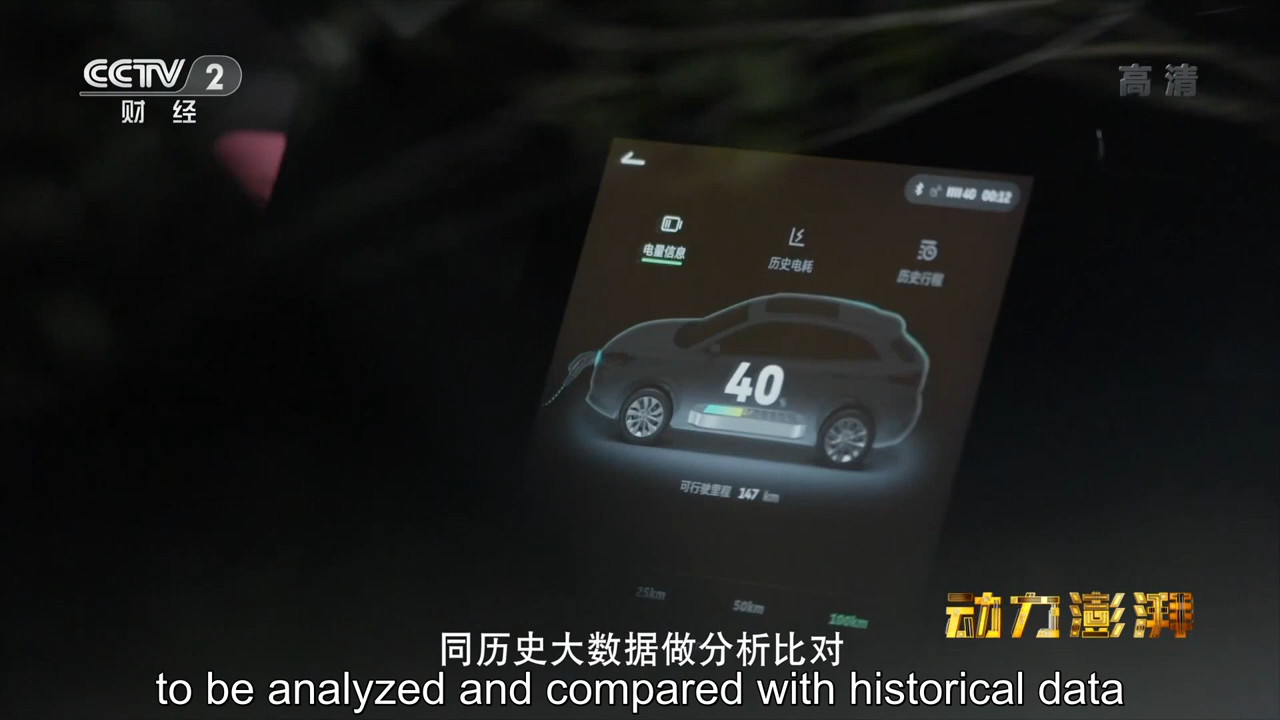 CCTV 2
财 经
高 清
00:12
电量信息
历史电耗
历史行程
40
可行驶里程 147 km
25km
50km
100km
动力澎湃
同历史大数据做分析比对
to be analyzed and compared with historical data